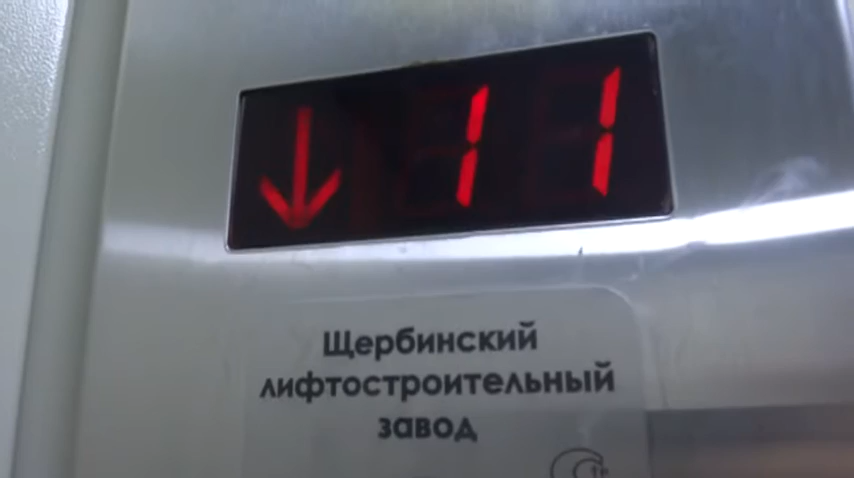 ↓ 11
Щербинский
лифтостроительный
завод